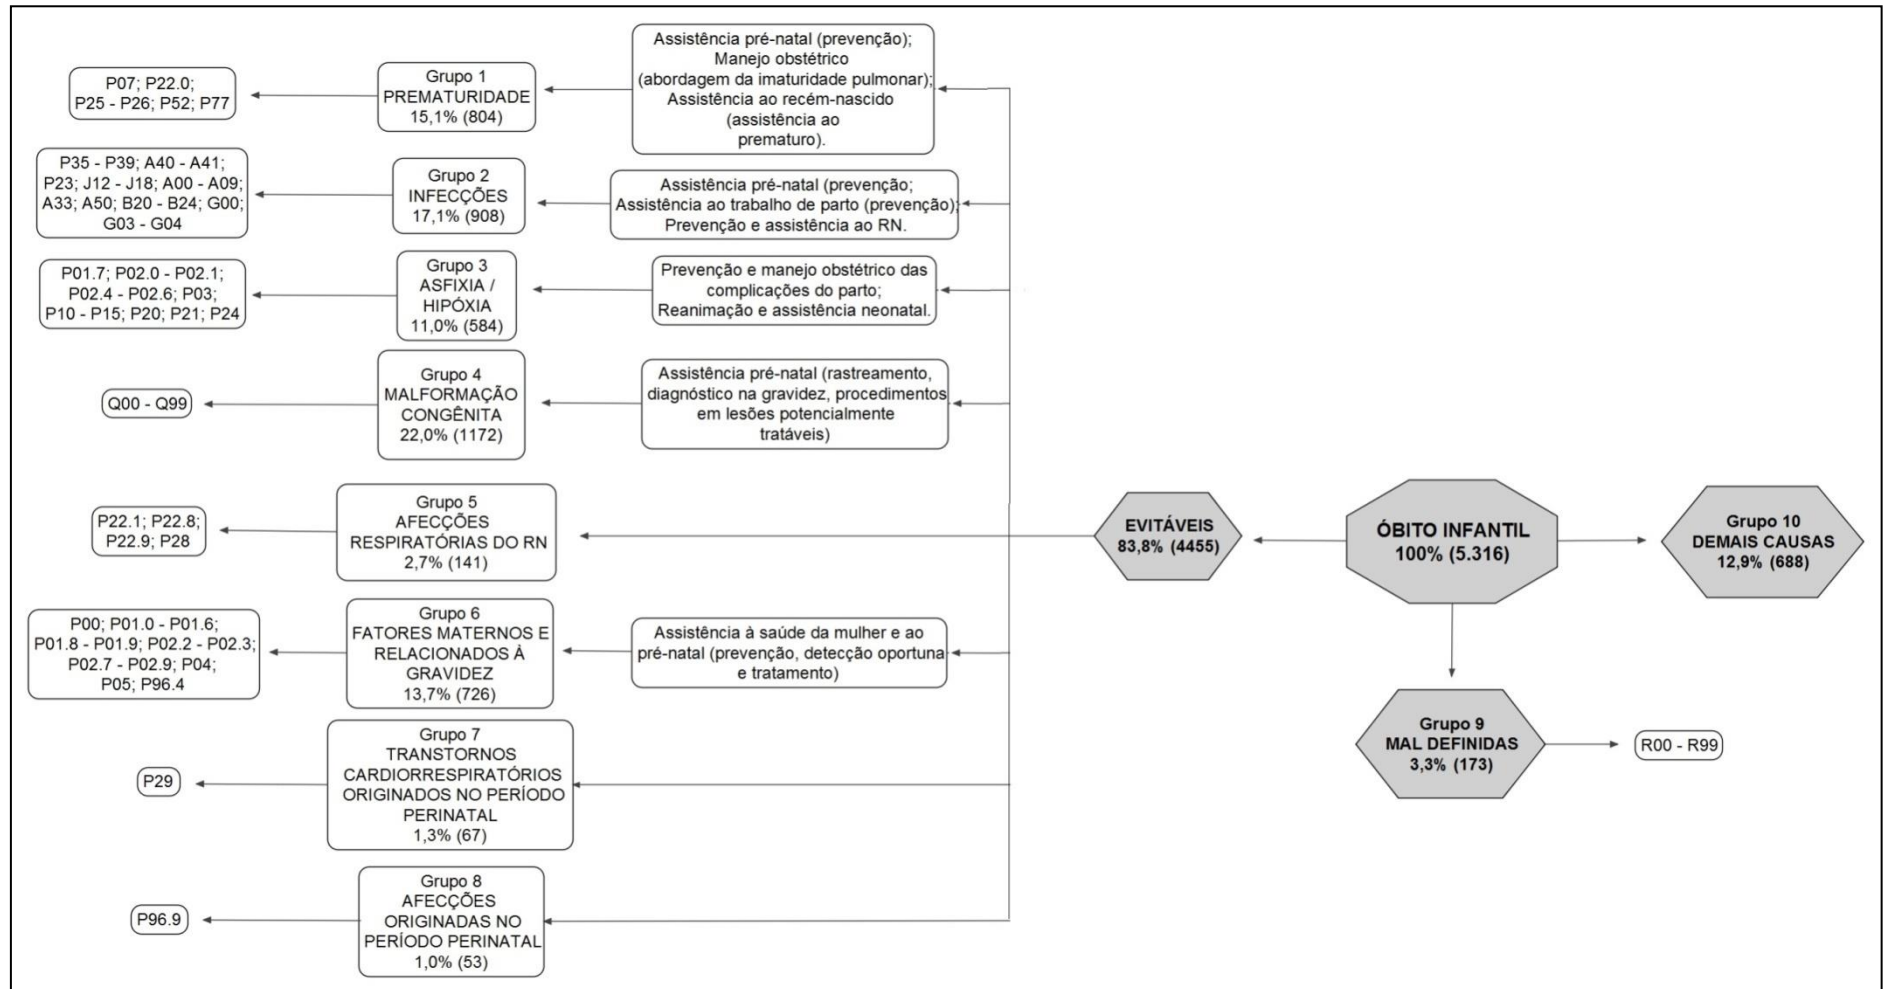 P07; P22.0;
P25 - P26; P52; P77
Grupo 1
PREMATURIDADE
15,1% (804)
Assistência pré-natal (prevenção);
Manejo obstétrico
(abordagem da imaturidade pulmonar);
Assistência ao recém-nascido
(assistência ao
prematuro).
P35 - P39; A40 - A41;
P23; J12 - J18; A00 - A09;
A33; A50; B20 - B24; G00;
G03 - G04
Grupo 2
INFECÇÕES
17,1% (908)
Assistência pré-natal (prevenção;
Assistência ao trabalho de parto (prevenção);
Prevenção e assistência ao RN.
P01.7; P02.0 - P02.1;
P02.4 - P02.6; P03;
P10 - P15; P20; P21; P24
Grupo 3
ASFIXIA /
HIPÓXIA
11,0% (584)
Prevenção e manejo obstétrico das
complicações do parto;
Reanimação e assistência neonatal.
Q00 - Q99
Grupo 4
MALFORMAÇÃO
CONGÊNITA
22,0% (1172)
Assistência pré-natal (rastreamento,
diagnóstico na gravidez, procedimentos
em lesões potencialmente
tratáveis)
P22.1; P22.8;
P22.9; P28
Grupo 5
AFECÇÕES
RESPIRATÓRIAS DO RN
2,7% (141)
EVITÁVEIS
83,8% (4455)
ÓBITO INFANTIL
100% (5.316)
Grupo 10
DEMAIS CAUSAS
12,9% (688)
P00; P01.0 - P01.6;
P01.8 - P01.9; P02.2 - P02.3;
P02.7 - P02.9; P04;
P05; P96.4
Grupo 6
FATORES MATERNOS E
RELACIONADOS À
GRAVIDEZ
13,7% (726)
Assistência à saúde da mulher e ao
pré-natal (prevenção, detecção oportuna
e tratamento)
Grupo 9
MAL DEFINIDAS
3,3% (173)
R00 - R99
P29
Grupo 7
TRANSTORNOS
CARDIORRESPIRATÓRIOS
ORIGINADOS NO PERÍODO
PERINATAL
1,3% (67)
P96.9
Grupo 8
AFECÇÕES
ORIGINADAS NO
PERÍODO PERINATAL
1,0% (53)